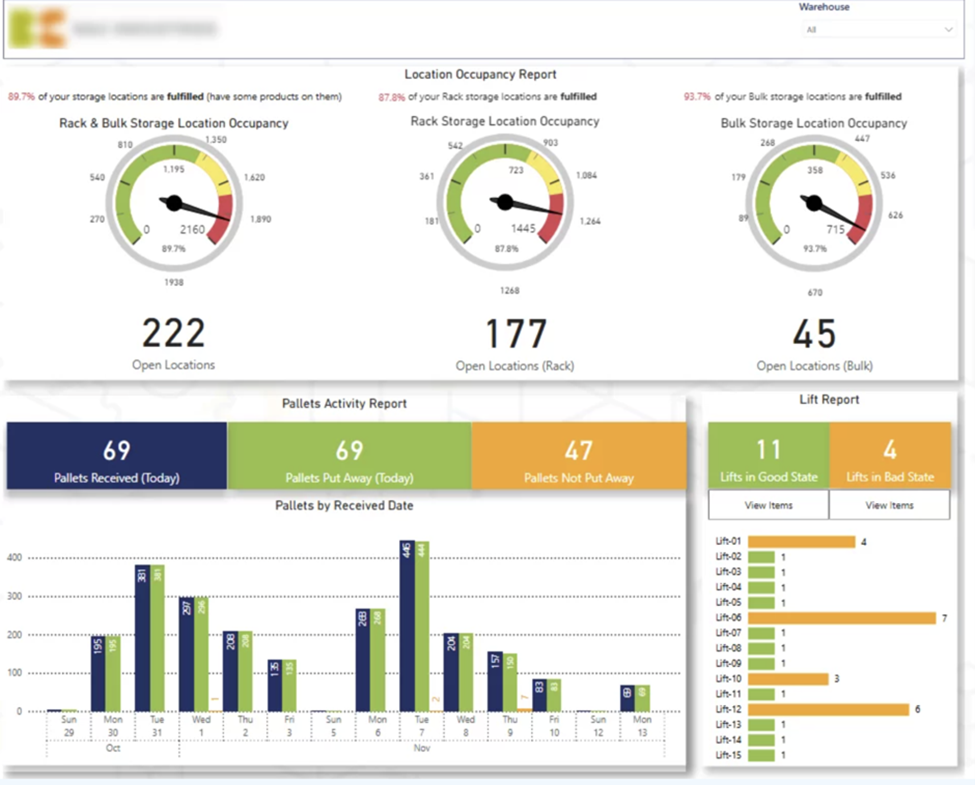 Warehouse
All
Location Occupancy Report
89.7% of your storage locations are fulfilled (have some products on them)
87.8% of your Rack storage locations are fulfilled
93.7% of your Bulk storage locations are fulfilled
Rack & Bulk Storage Location Occupancy
270
540
810
1,195
1,350
1,620
1,890
0
2160
89.7%
1938
Rack Storage Location Occupancy
181
361
542
723
903
1,084
1,264
0
1445
87.8%
1268
Bulk Storage Location Occupancy
89
179
268
358
447
536
626
0
715
93.7%
670
222
Open Locations
177
Open Locations (Rack)
45
Open Locations (Bulk)
Pallets Activity Report
69
Pallets Received (Today)
69
Pallets Put Away (Today)
47
Pallets Not Put Away
Pallets by Received Date
400
300
200
100
0
195 195
381 381
297 296 1
208 208
135 135
268 268
446 444 2
204 204
157 150 7
83 83
69 69
Sun Mon Tue Wed Thu Fri Sun Mon Tue Wed Thu Fri Sun Mon
29 30 31 1 2 3 5 6 7 8 9 10 12 13
Oct Nov
Lift Report
11
Lifts in Good State
4
Lifts in Bad State
View Items
View Items
Lift-01 4
Lift-02 1
Lift-03 1
Lift-04 1
Lift-05 1
Lift-06 7
Lift-07 1
Lift-08 1
Lift-09 1
Lift-10 3
Lift-11 1
Lift-12 6
Lift-13 1
Lift-14 1
Lift-15 1